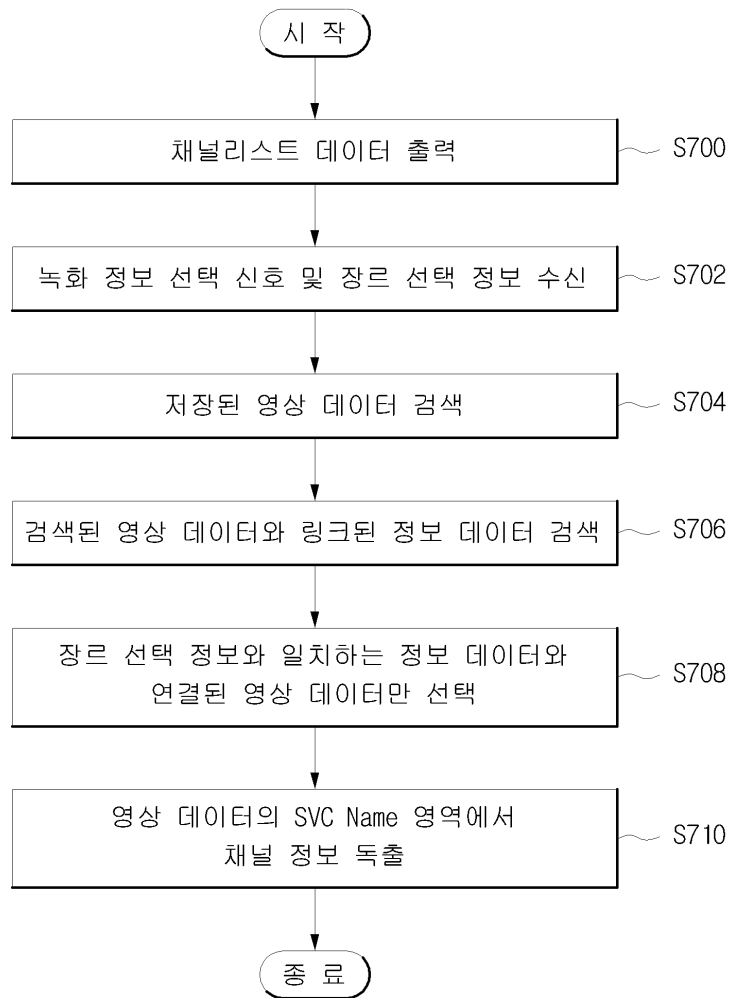 시 작
채널리스트 데이터 출력
S700
녹화 정보 선택 신호 및 장르 선택 정보 수신
S702
저장된 영상 데이터 검색
S704
검색된 영상 데이터와 링크된 정보 데이터 검색
S706
장르 선택 정보와 일치하는 정보 데이터와
연결된 영상 데이터만 선택
S708
영상 데이터의 SVC Name 영역에서
채널 정보 독출
S710
종 료